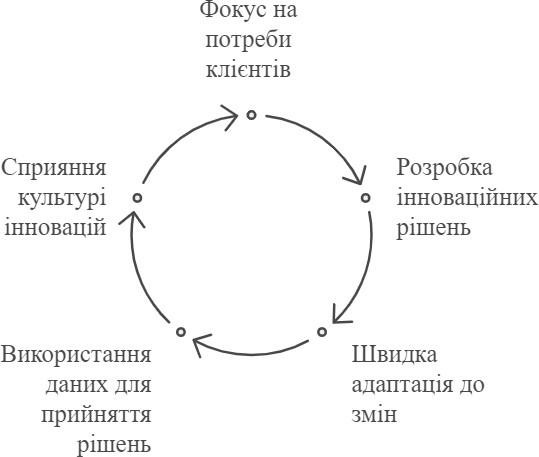 Фокус на
потреби
клієнтів
Розробка
інноваційних
рішень
Швидка
адаптація до
змін
Використання
даних для
прийняття
рішень
Сприяння
культурі
інновацій